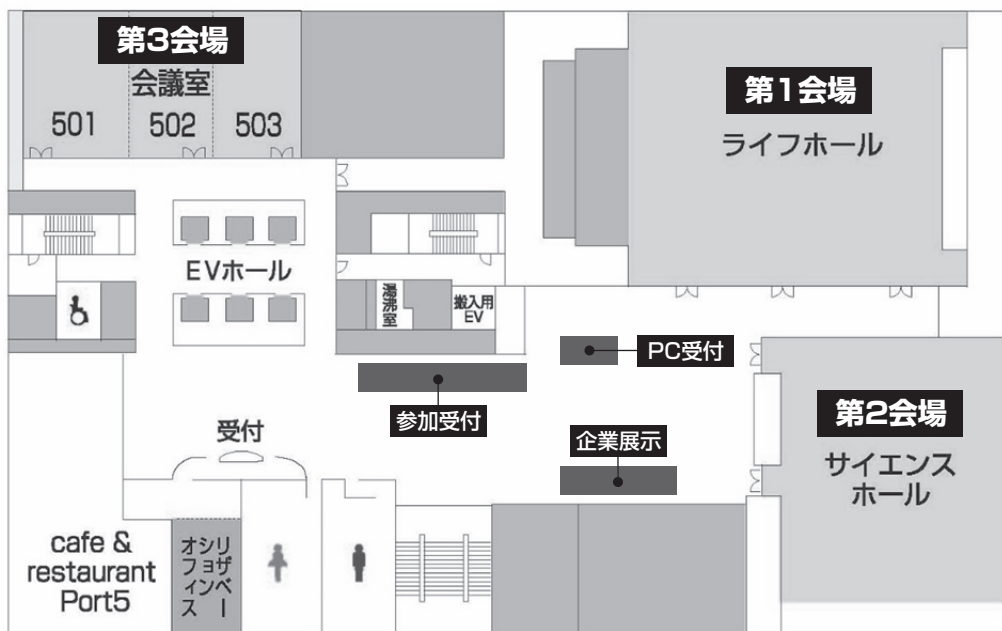 第3会場
会議室
501
502
503
第1会場
ライフホール
EVホール
湯沸室
搬入用
EV
PC受付
参加受付
第2会場
サイエンス
ホール
企業展示
受付
cafe &
restaurant
Port5
リザベー
ション
オフィス